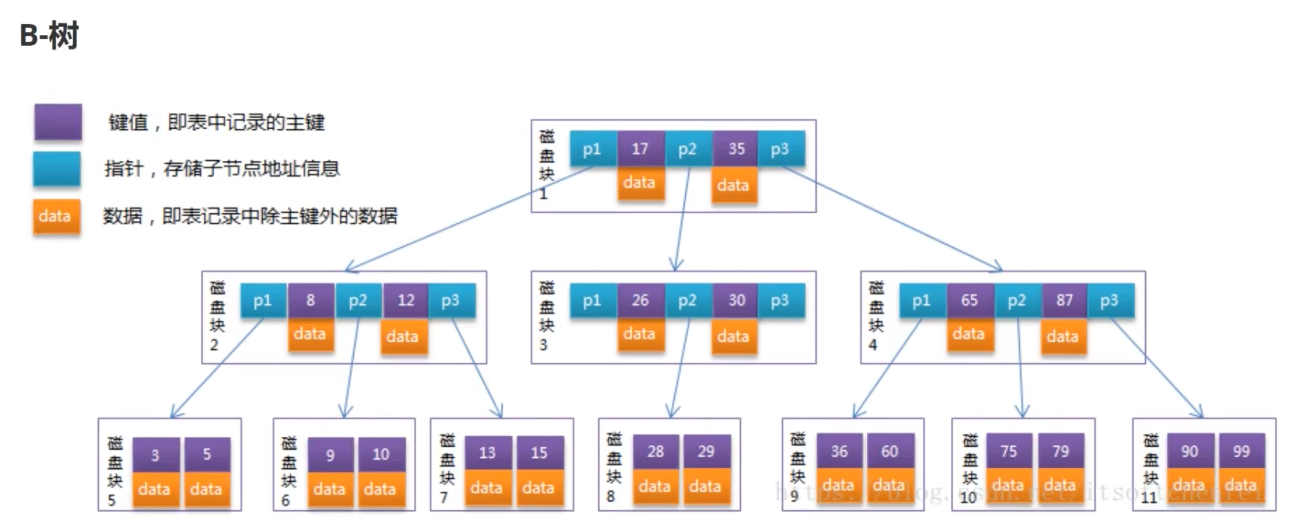 B-树
键值，即表中记录的主键
指针，存储子节点地址信息
data 数据，即表记录中除主键外的数据
磁盘块1 p1 17 p2 35 p3
data data
磁盘块2 p1 8 p2 12 p3
data data
磁盘块3 p1 26 p2 30 p3
data data
磁盘块4 p1 65 p2 87 p3
data data
磁盘块5 3 5
data data
磁盘块6 9 10
data data
磁盘块7 13 15
data data
磁盘块8 28 29
data data
磁盘块9 36 60
data data
磁盘块10 75 79
data data
磁盘块11 90 99
data data